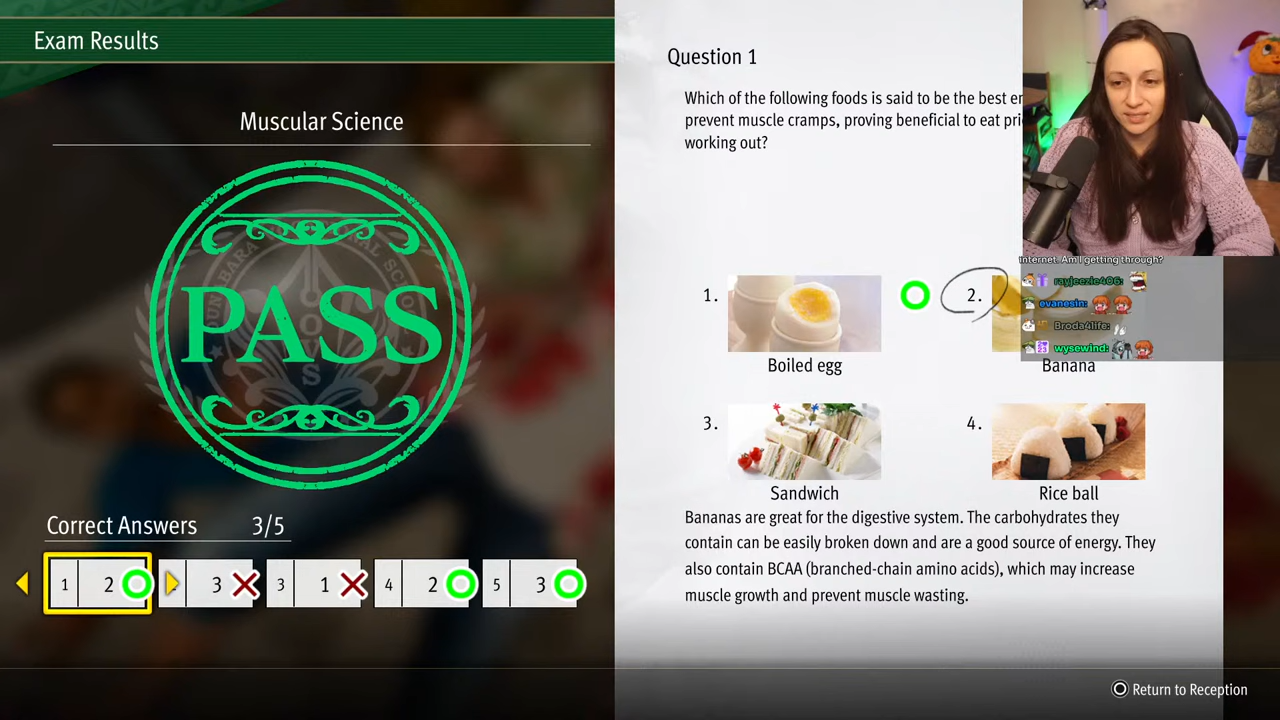 Exam Results
Muscular Science
PASS
Correct Answers 3/5
1 2
3
3 1
4 2
5 3
Question 1
Which of the following foods is said to be the best
prevent muscle cramps, proving beneficial to eat
working out?
1.
Boiled egg
2.
Banana
3.
Sandwich
4.
Rice ball
Bananas are great for the digestive system. The carbohydrates they
contain can be easily broken down and are a good source of energy. They
also contain BCAA (branched-chain amino acids), which may increase
muscle growth and prevent muscle wasting.
internet. Am I getting through?
rayjeezie406:
evanesin:
Broda4life:
wysewind:
Return to Reception